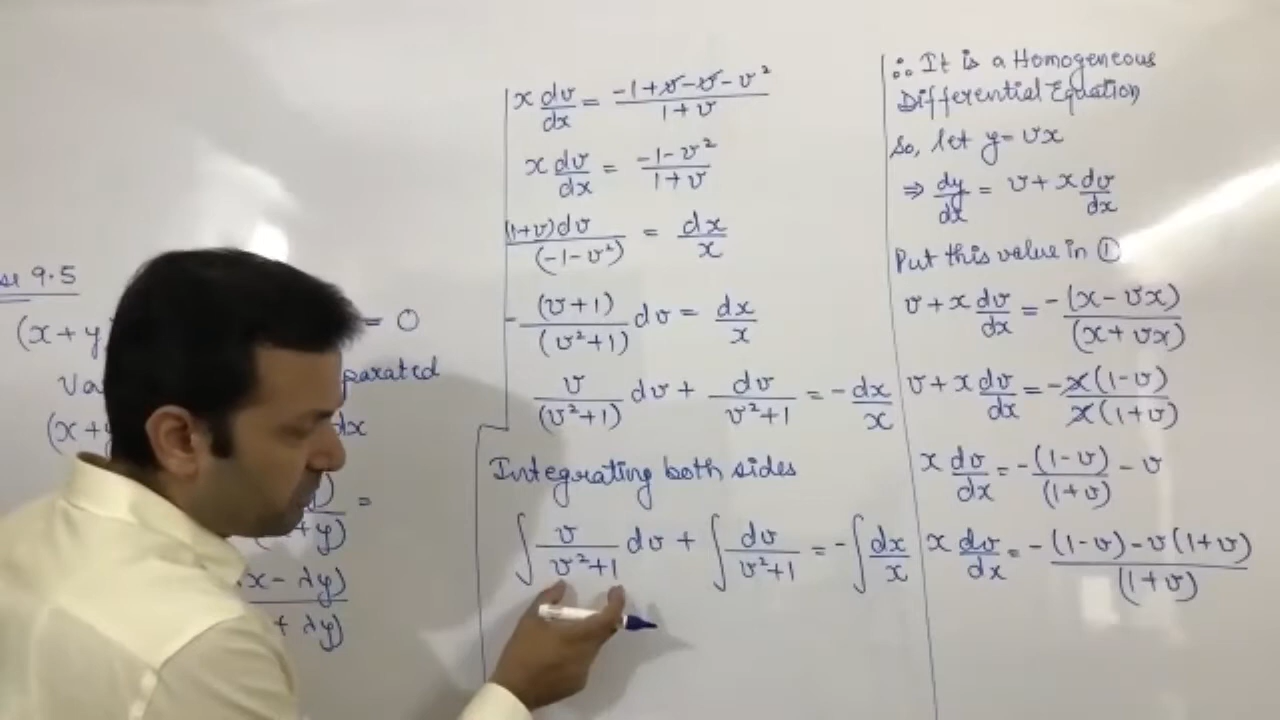 9.5
(x+y = 0
Va parated
(x+y dx
=
+y)
x - λy)
+ λy)
x dv/dx = (-1+v-v-v²)/(1+v)
x dv/dx = (-1-v²)/(1+v)
(1+v)dv/(-1-v²) = dx/x
-(v+1)/(v²+1) dv = dx/x
v/(v²+1) dv + dv/(v²+1) = -dx/x
Integrating both sides
∫ v/(v²+1) dv + ∫ dv/(v²+1) = -∫ dx/x
∴ It is a Homogeneous
Differential Equation
So, let y = vx
⇒ dy/dx = v + x dv/dx
Put this value in ①
v + x dv/dx = -(x-vx)/(x+vx)
v + x dv/dx = -x(1-v)/x(1+v)
x dv/dx = -(1-v)/(1+v) - v
x dv/dx = (-(1-v)-v(1+v))/(1+v)